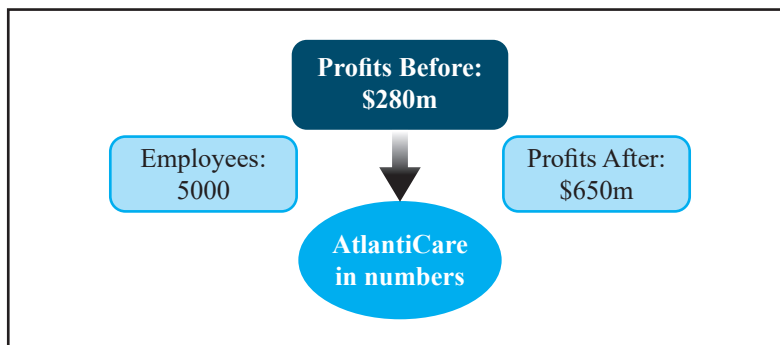 Profits Before:
$280m
Employees:
5000
Profits After:
$650m
AtlantiCare
in numbers